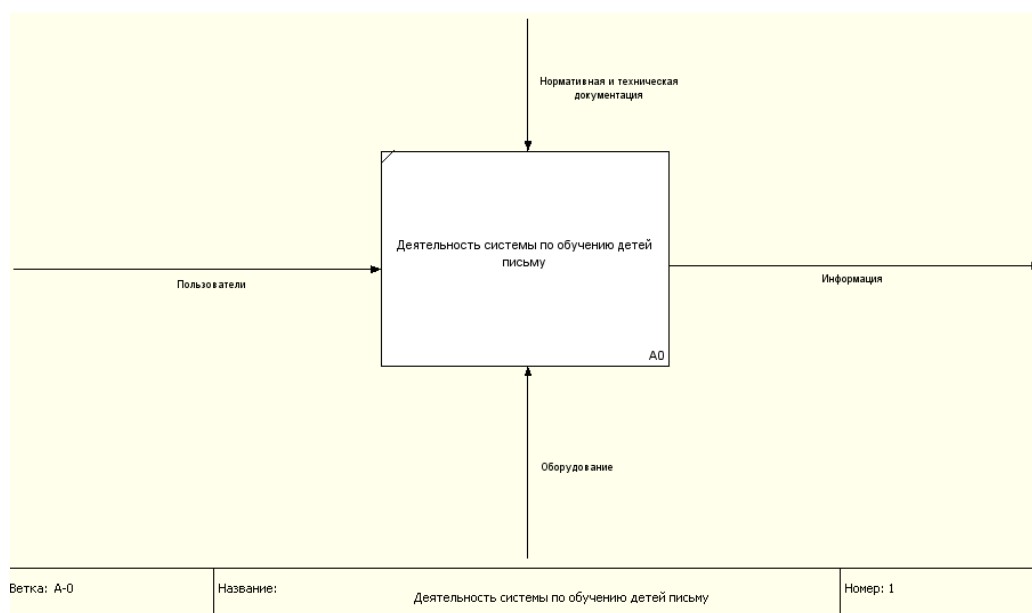 Нормативная и техническая
документация
Деятельность системы по обучению детей
письму
Пользователи
Информация
A0
Оборудование
Ветка: A-0
Название:
Деятельность системы по обучению детей письму
Номер: 1